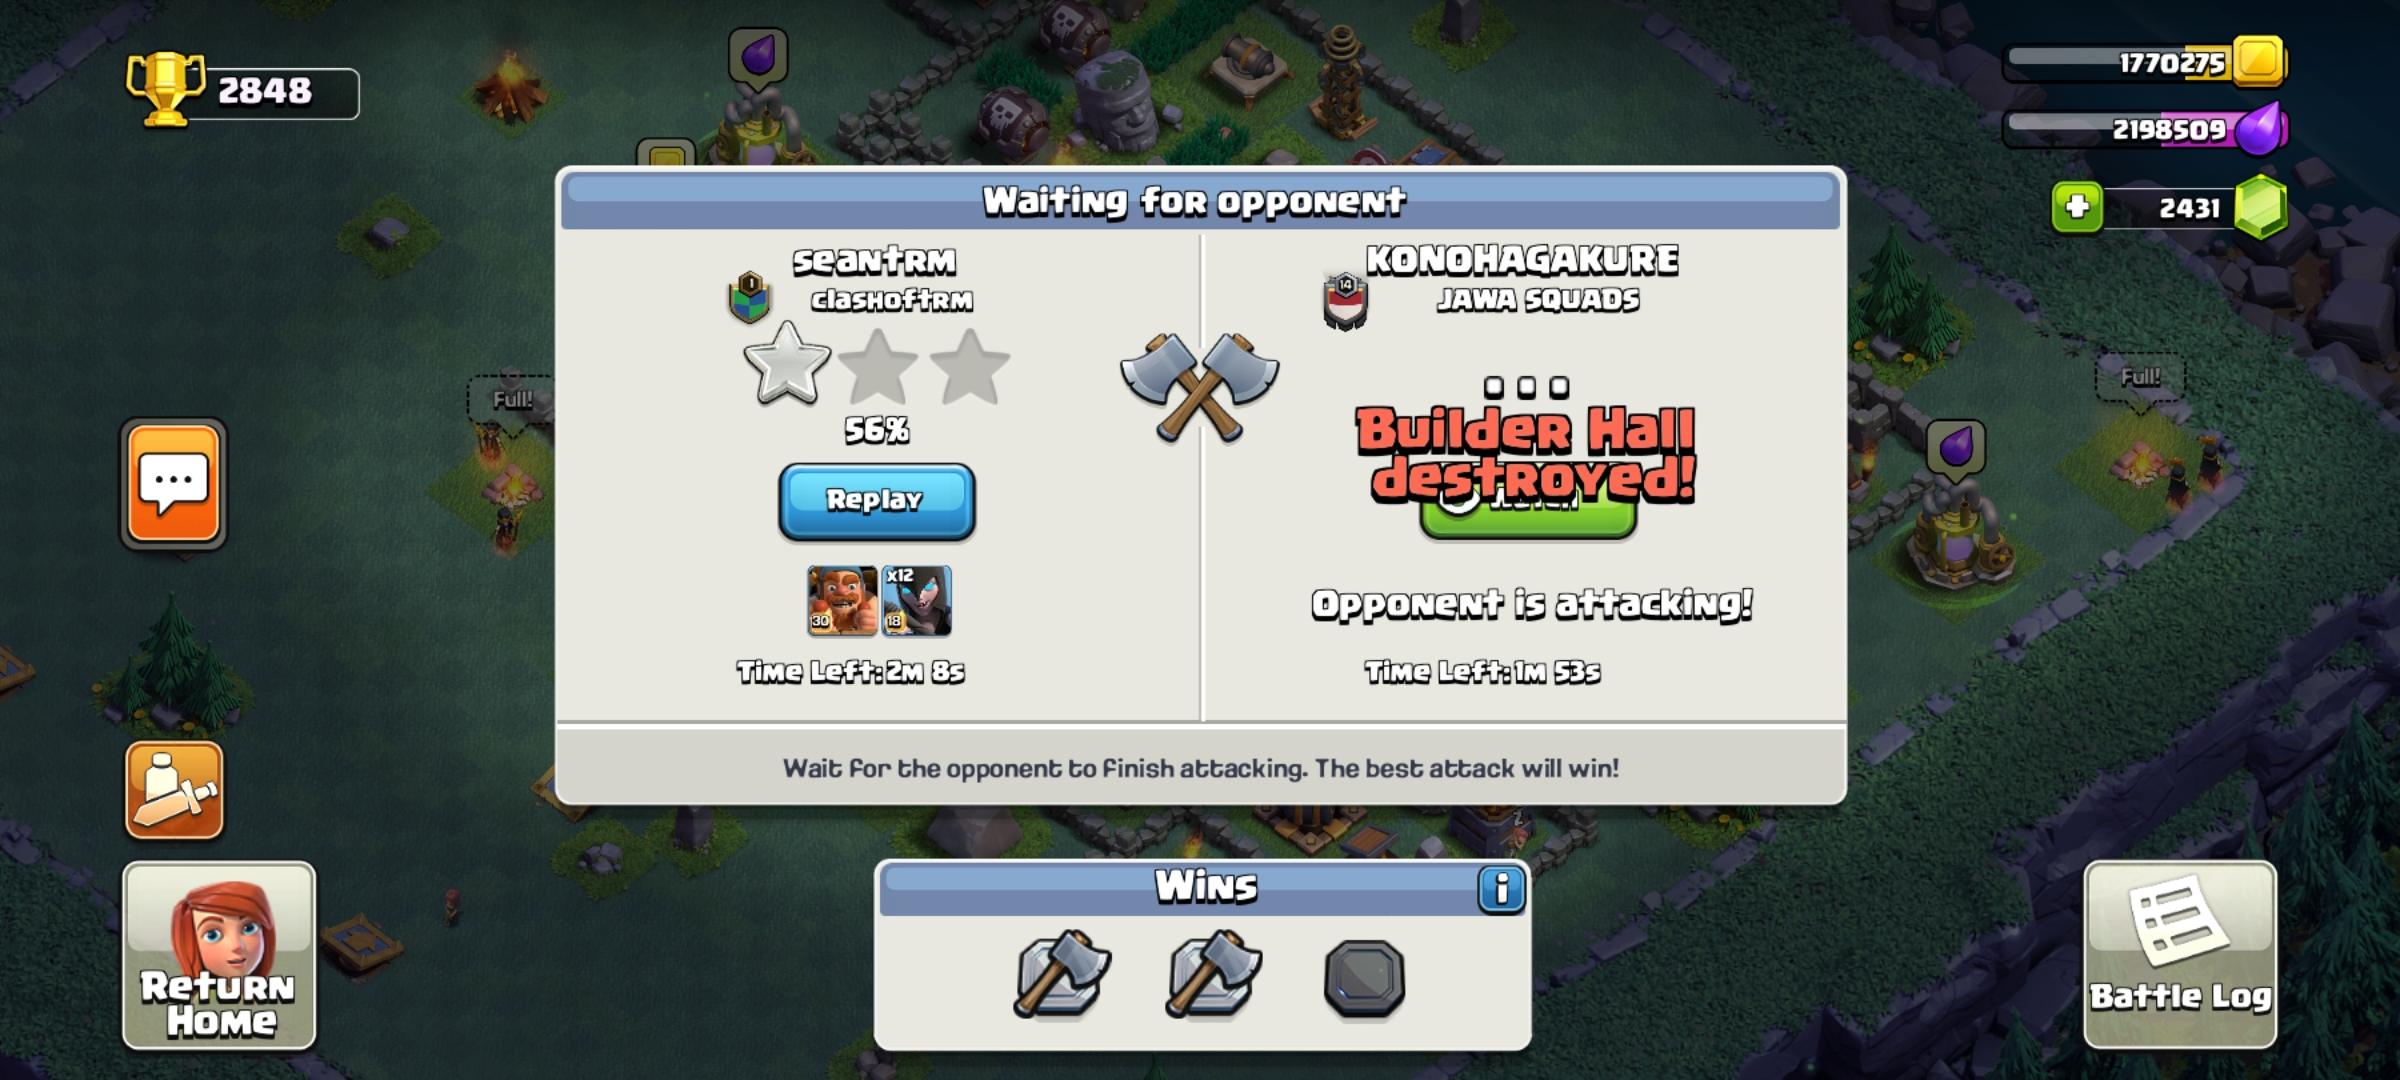 2848
1770275
2198509
2431
Waiting for opponent
seantrm
1
clashoftrm
KONOHAGAKURE
14
JAWA SQUADS
56%
Builder Hall
destroyed!
Replay
x12
30
18
Opponent is attacking!
Time Left:2m 8s
Time Left:1m 53s
Wait for the opponent to finish attacking. The best attack will win!
Full!
Full!
Wins
i
Return
Home
Battle Log